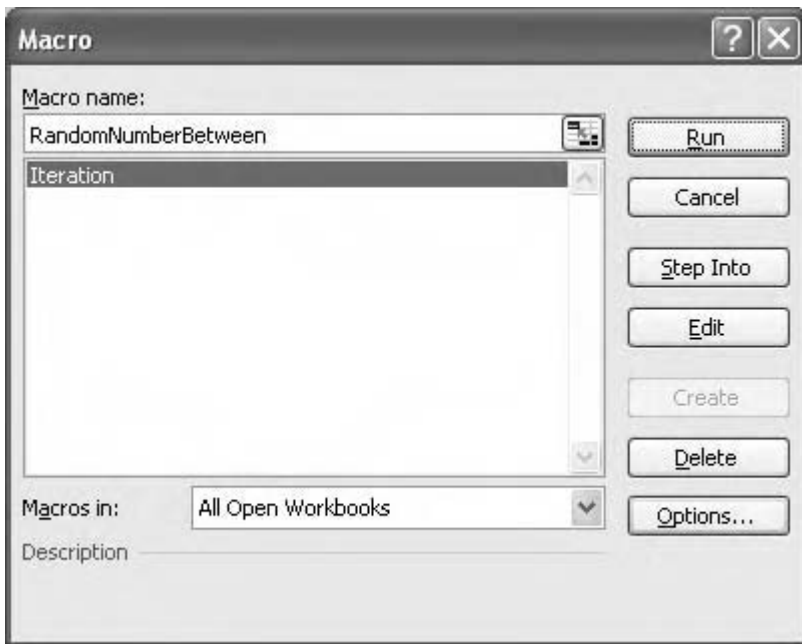 Macro
Macro name:
RandomNumberBetween
Run
Iteration
Cancel
Step Into
Edit
Create
Delete
Macros in:
All Open Workbooks
Options...
Description